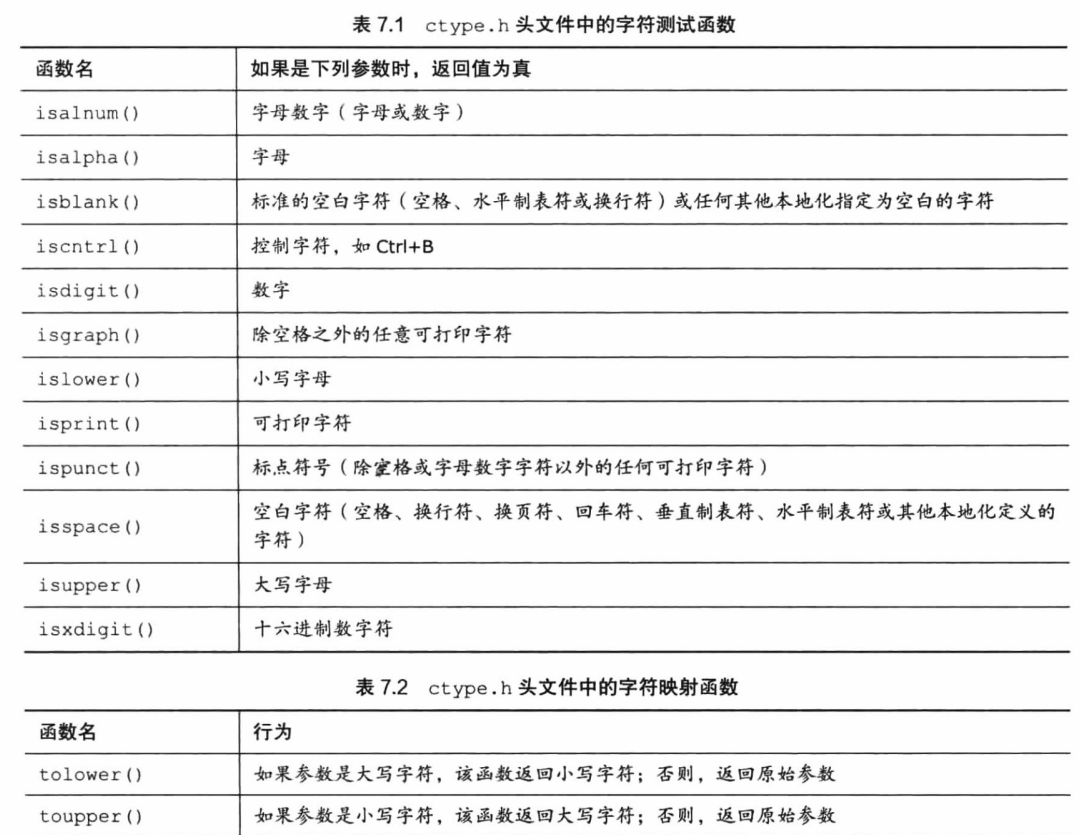 表 7.1 ctype.h 头文件中的字符测试函数
函数名 如果是下列参数时，返回值为真
isalnum() 字母数字（字母或数字）
isalpha() 字母
isblank() 标准的空白字符（空格、水平制表符或换行符）或任何其他本地化指定为空白的字符
iscntrl() 控制字符，如 Ctrl+B
isdigit() 数字
isgraph() 除空格之外的任意可打印字符
islower() 小写字母
isprint() 可打印字符
ispunct() 标点符号（除空格或字母数字字符以外的任何可打印字符）
isspace() 空白字符（空格、换行符、换页符、回车符、垂直制表符、水平制表符或其他本地化定义的
字符）
isupper() 大写字母
isxdigit() 十六进制数字符
表 7.2 ctype.h 头文件中的字符映射函数
函数名 行为
tolower() 如果参数是大写字符，该函数返回小写字符；否则，返回原始参数
toupper() 如果参数是小写字符，该函数返回大写字符；否则，返回原始参数